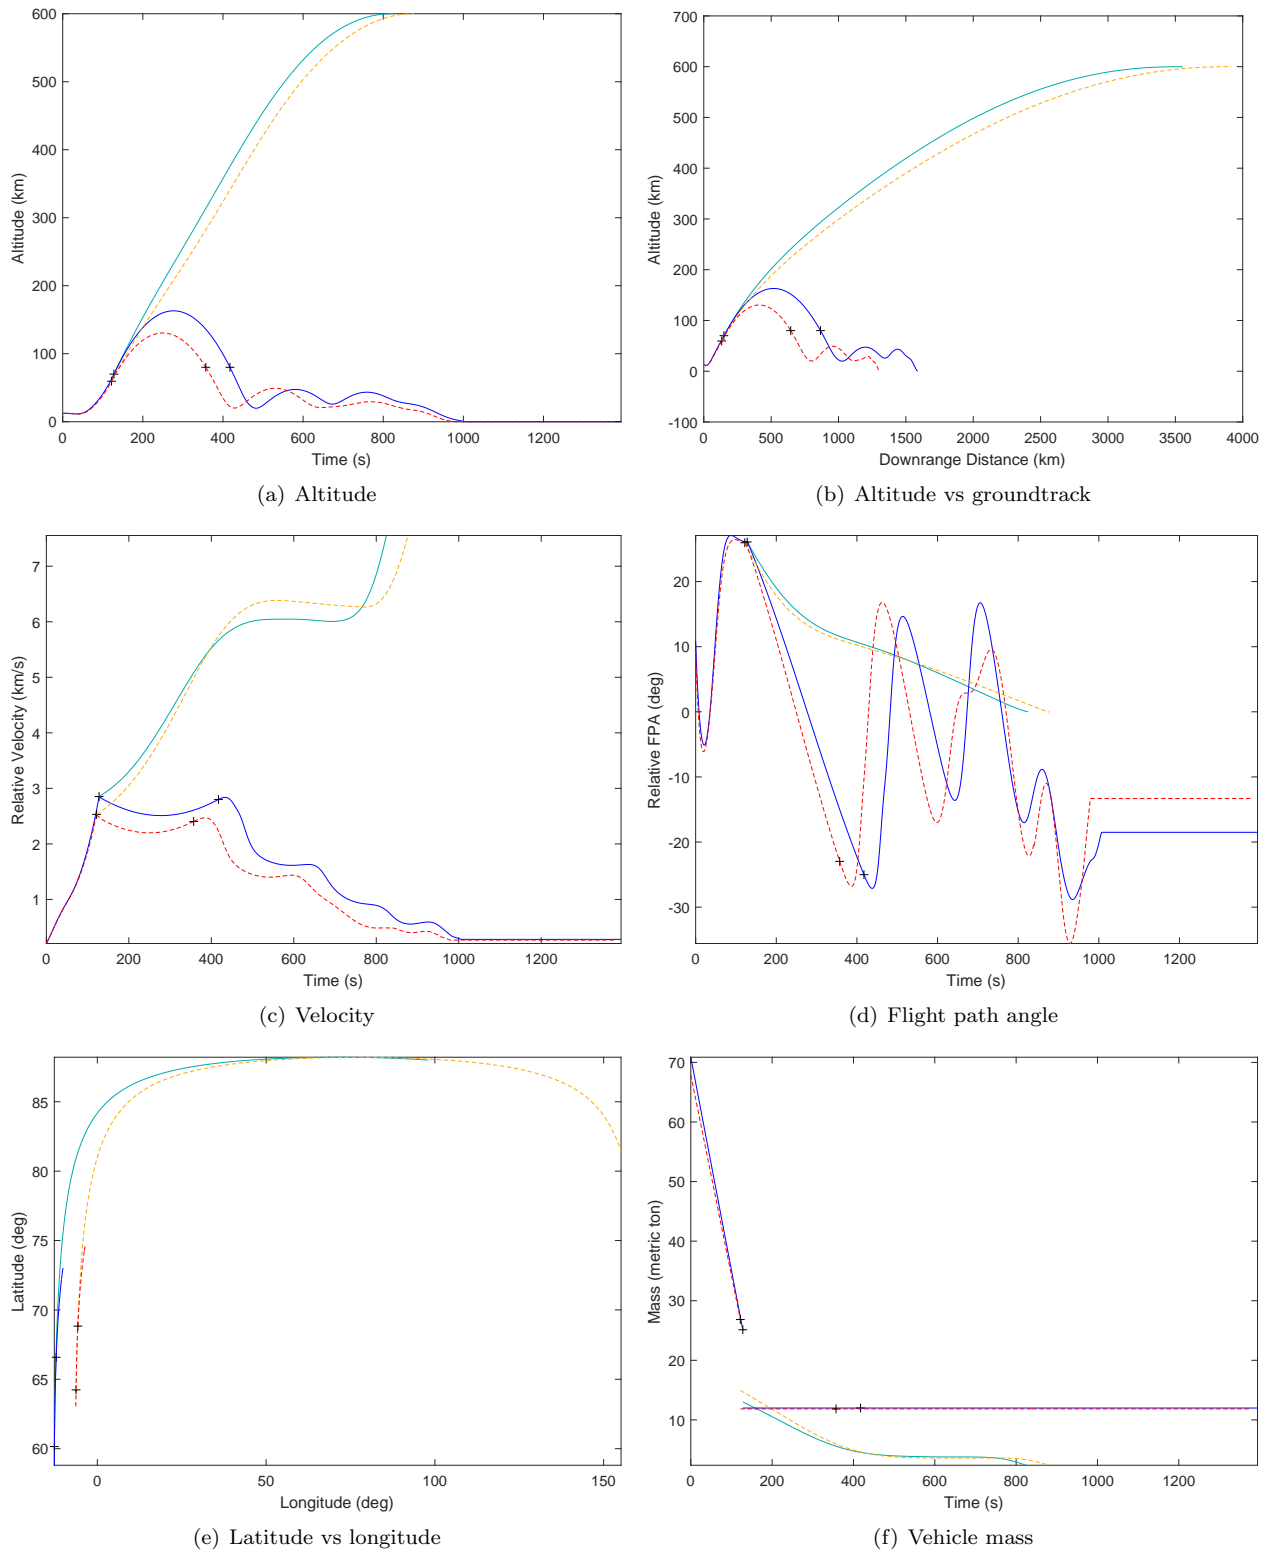 600
500
400
300
200
100
0
0 200 400 600 800 1000 1200
Altitude (km)
Time (s)
(a) Altitude
700
600
500
400
300
200
100
0
-100
0 500 1000 1500 2000 2500 3000 3500 4000
Altitude (km)
Downrange Distance (km)
(b) Altitude vs groundtrack
7
6
5
4
3
2
1
0 200 400 600 800 1000 1200
Relative Velocity (km/s)
Time (s)
(c) Velocity
20
10
0
-10
-20
-30
0 200 400 600 800 1000 1200
Relative FPA (deg)
Time (s)
(d) Flight path angle
85
80
75
70
65
60
0 50 100 150
Latitude (deg)
Longitude (deg)
(e) Latitude vs longitude
70
60
50
40
30
20
10
0 200 400 600 800 1000 1200
Mass (metric ton)
Time (s)
(f) Vehicle mass